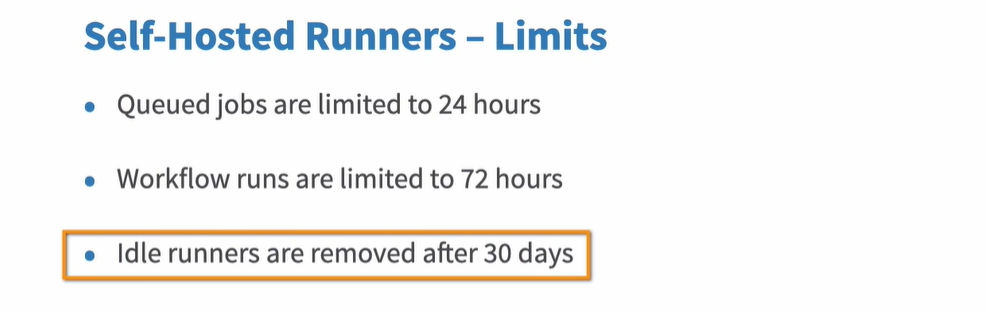 Self-Hosted Runners – Limits
• Queued jobs are limited to 24 hours
• Workflow runs are limited to 72 hours
• Idle runners are removed after 30 days